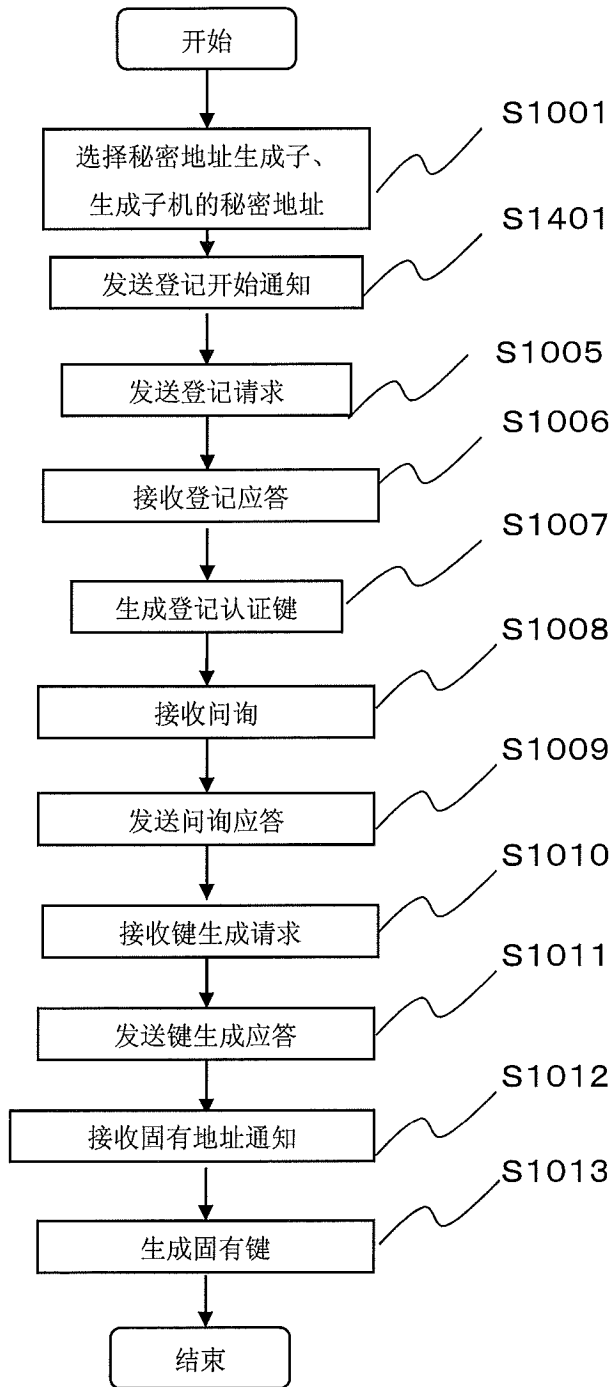 开始
S1001
选择秘密地址生成子、
生成子机的秘密地址
S1401
发送登记开始通知
S1005
发送登记请求
S1006
接收登记应答
S1007
生成登记认证键
S1008
接收问询
S1009
发送问询应答
S1010
接收键生成请求
S1011
发送键生成应答
S1012
接收固有地址通知
S1013
生成固有键
结束